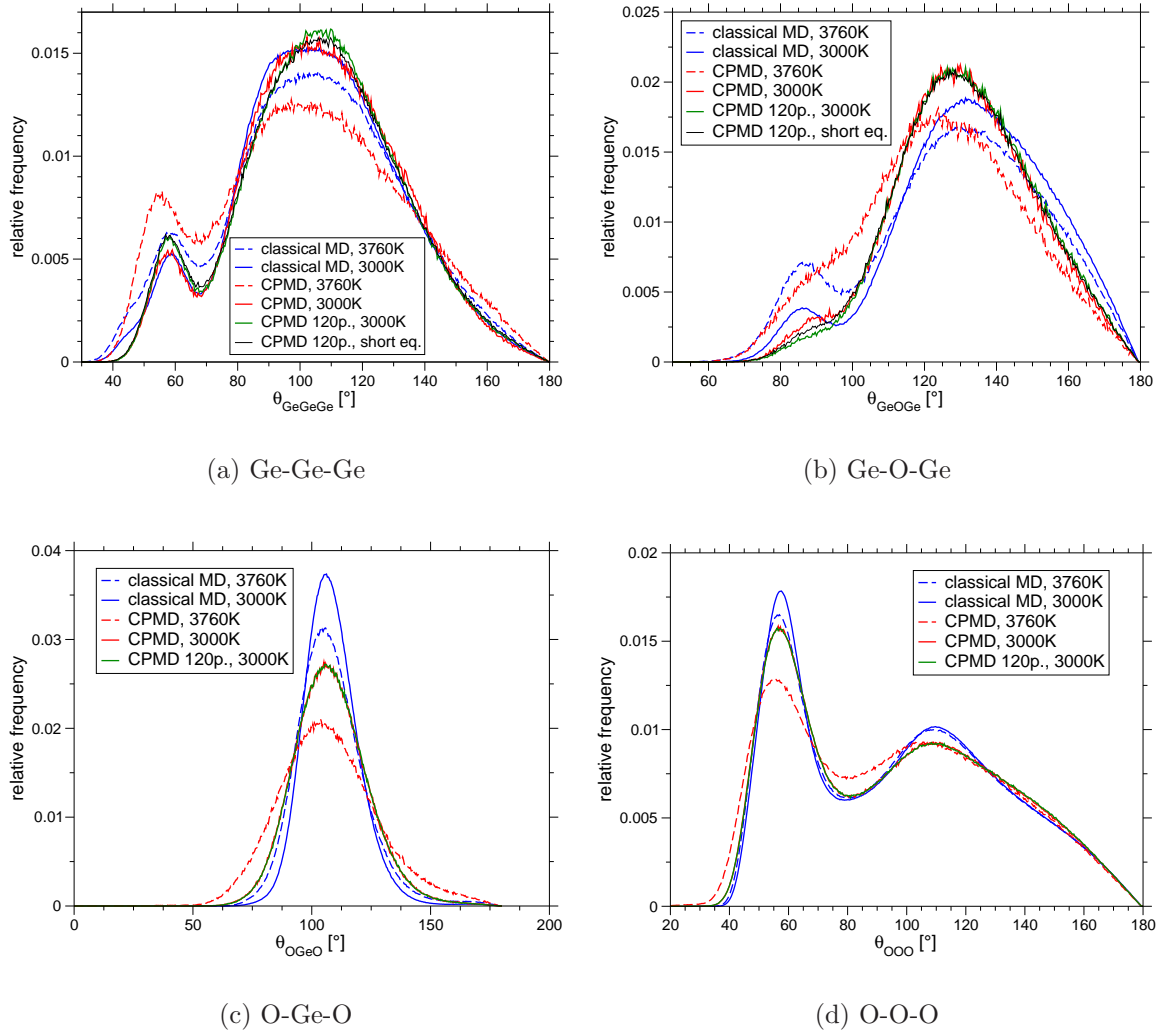 relative frequency
0.015
0.01
0.005
0
40 60 80 100 120 140 160 180
θGeGeGe [°]
classical MD, 3760K
classical MD, 3000K
CPMD, 3760K
CPMD, 3000K
CPMD 120p., 3000K
CPMD 120p., short eq.
(a) Ge-Ge-Ge
relative frequency
0.025
0.02
0.015
0.01
0.005
0
60 80 100 120 140 160 180
θGeOGe [°]
classical MD, 3760K
classical MD, 3000K
CPMD, 3760K
CPMD, 3000K
CPMD 120p., 3000K
CPMD 120p., short eq.
(b) Ge-O-Ge
relative frequency
0.04
0.03
0.02
0.01
0
0 50 100 150 200
θOGeO [°]
classical MD, 3760K
classical MD, 3000K
CPMD, 3760K
CPMD, 3000K
CPMD 120p., 3000K
(c) O-Ge-O
relative frequency
0.02
0.015
0.01
0.005
0
20 40 60 80 100 120 140 160 180
θOOO [°]
classical MD, 3760K
classical MD, 3000K
CPMD, 3760K
CPMD, 3000K
CPMD 120p., 3000K
(d) O-O-O